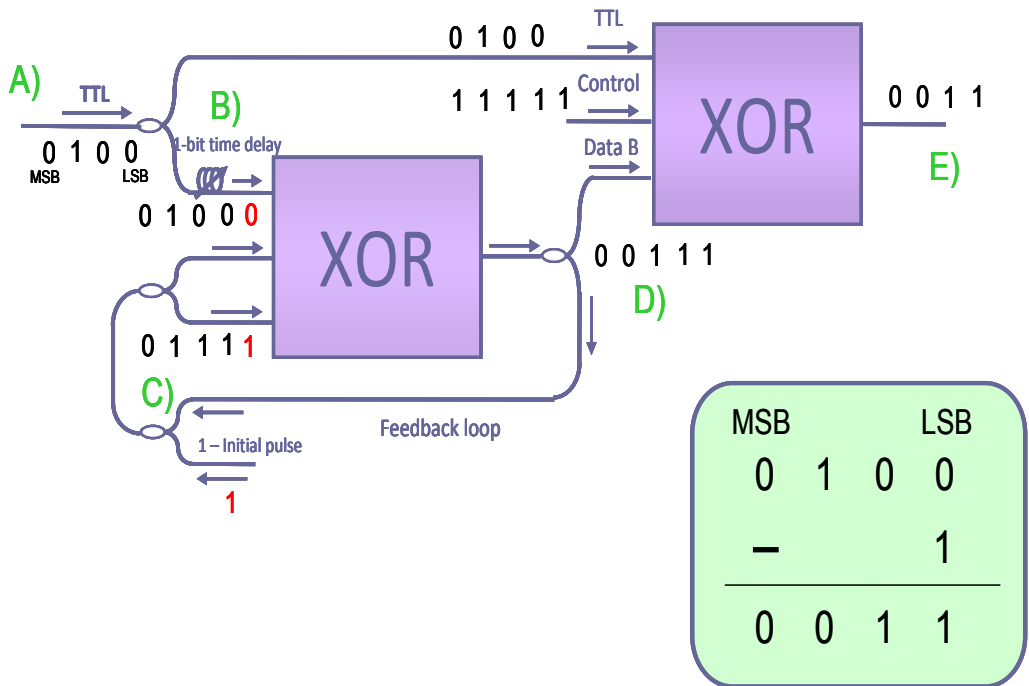 TTL
0 1 0 0
A)
TTL
B)
Control
1 1 1 1 1
XOR
0 0 1 1
0 1 0 0
MSB
LSB
1-bit time delay
Data B
E)
0 1 0 0 0
XOR
0 0 1 1 1
D)
0 1 1 1 1
C)
Feedback loop
1 – Initial pulse
1
MSB LSB
0 1 0 0
– 1
0 0 1 1